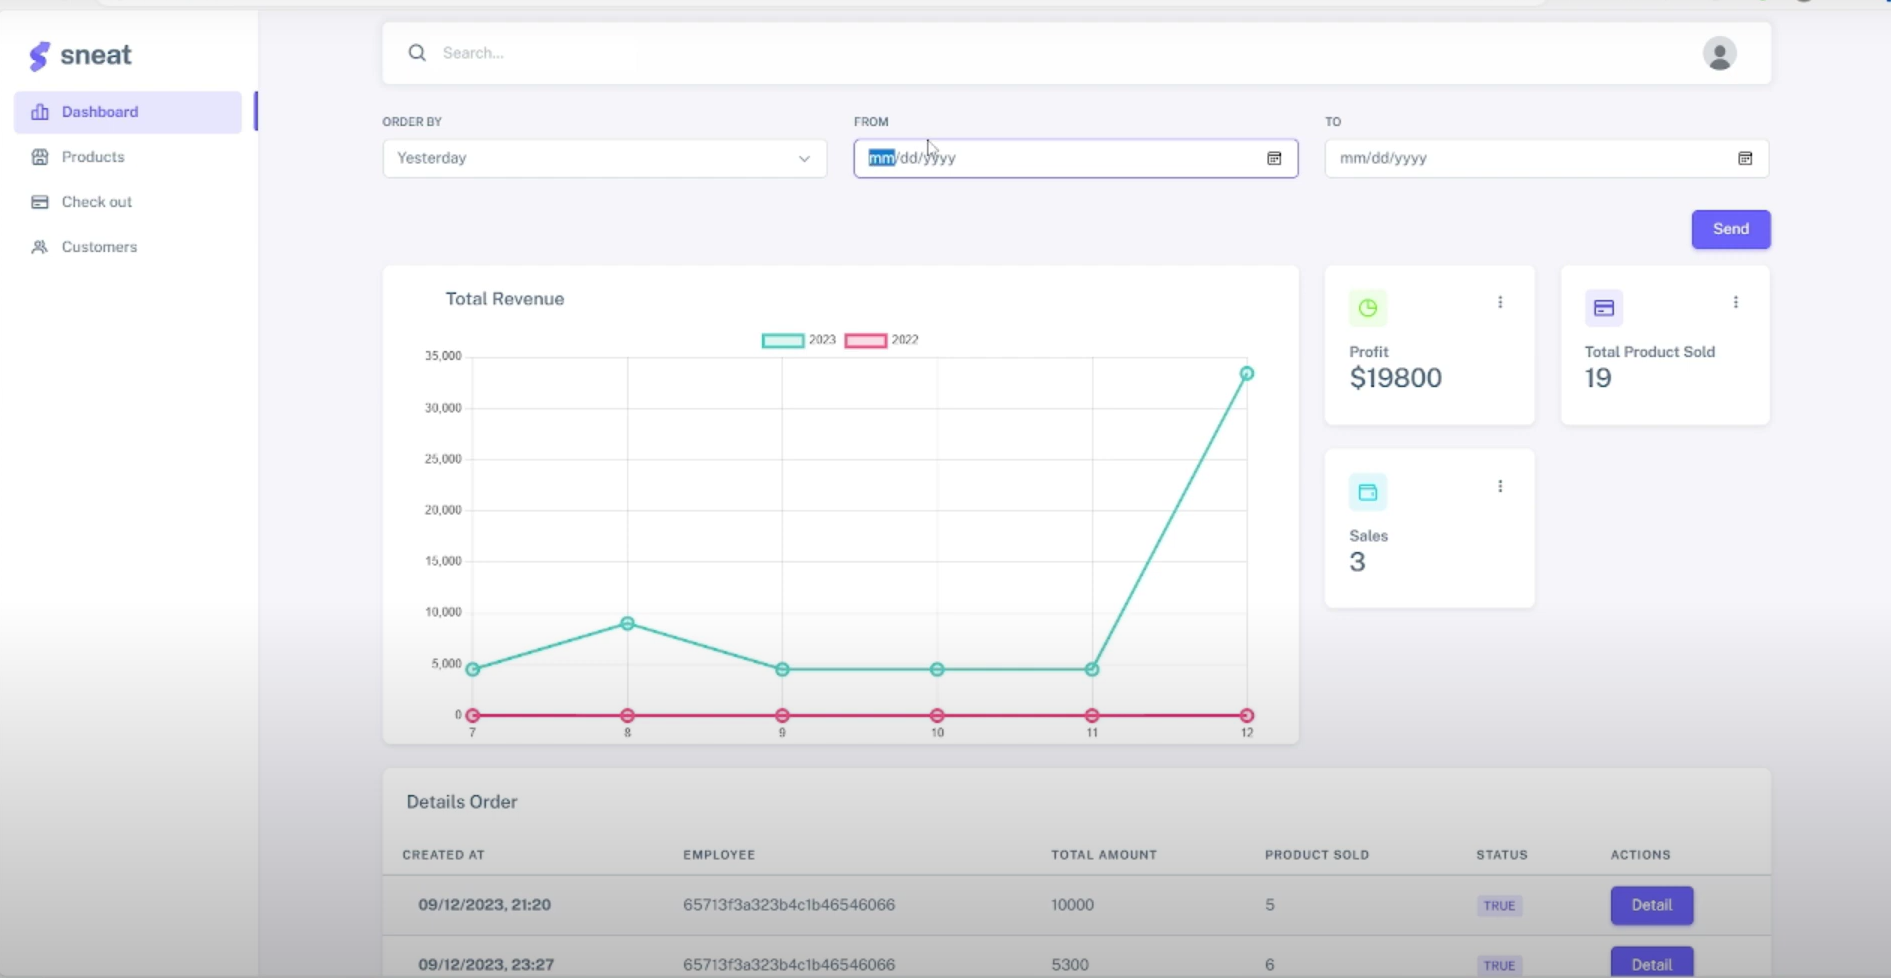 sneat
Search...
Dashboard
Products
Check out
Customers
ORDER BY
FROM
TO
Yesterday
mm/dd/yyyy
mm/dd/yyyy
Send
Total Revenue
2023 2022
35,000
30,000
25,000
20,000
15,000
10,000
5,000
0
7 8 9 10 11 12
Profit
$19800
Total Product Sold
19
Sales
3
Details Order
CREATED AT EMPLOYEE TOTAL AMOUNT PRODUCT SOLD STATUS ACTIONS
09/12/2023, 21:20 65713f3a323b4c1b46546066 10000 5 TRUE Detail
09/12/2023, 23:27 65713f3a323b4c1b46546066 5300 6 TRUE Detail